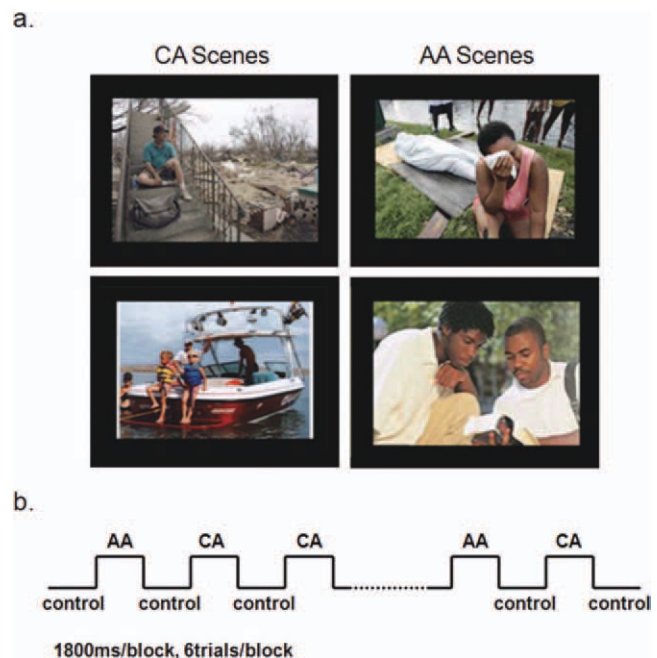 a.
CA Scenes AA Scenes
b.
AA CA CA AA CA
control control control control control
1800ms/block, 6trials/block